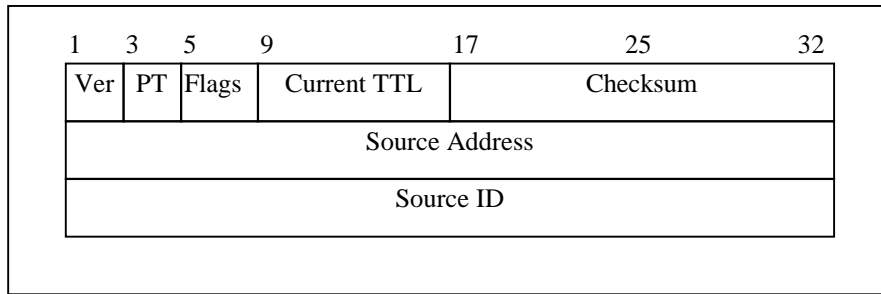 1 3 5 9 17 25 32
Ver PT Flags Current TTL Checksum
Source Address
Source ID